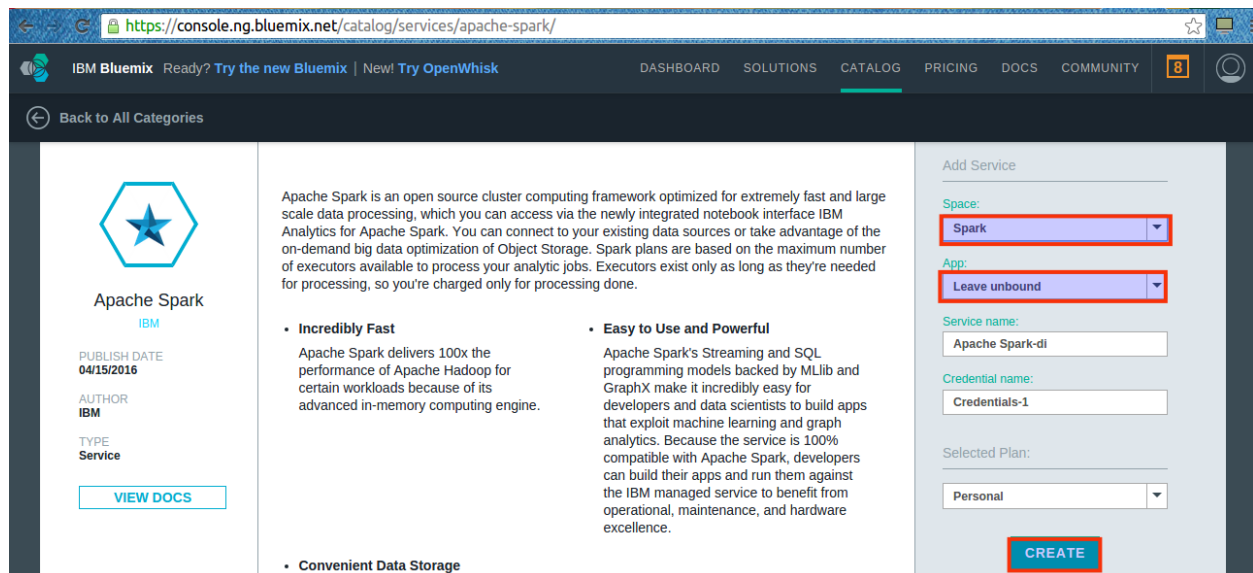 https://console.ng.bluemix.net/catalog/services/apache-spark/
IBM Bluemix Ready? Try the new Bluemix | New! Try OpenWhisk
DASHBOARD SOLUTIONS CATALOG PRICING DOCS COMMUNITY 8
Back to All Categories
Apache Spark
IBM
PUBLISH DATE
04/15/2016
AUTHOR
IBM
TYPE
Service
VIEW DOCS
Apache Spark is an open source cluster computing framework optimized for extremely fast and large
scale data processing, which you can access via the newly integrated notebook interface IBM
Analytics for Apache Spark. You can connect to your existing data sources or take advantage of the
on-demand big data optimization of Object Storage. Spark plans are based on the maximum number
of executors available to process your analytic jobs. Executors exist only as long as they're needed
for processing, so you're charged only for processing done.
• Incredibly Fast
Apache Spark delivers 100x the
performance of Apache Hadoop for
certain workloads because of its
advanced in-memory computing engine.
• Easy to Use and Powerful
Apache Spark's Streaming and SQL
programming models backed by MLlib and
GraphX make it incredibly easy for
developers and data scientists to build apps
that exploit machine learning and graph
analytics. Because the service is 100%
compatible with Apache Spark, developers
can build their apps and run them against
the IBM managed service to benefit from
operational, maintenance, and hardware
excellence.
• Convenient Data Storage
Add Service
Space:
Spark
App:
Leave unbound
Service name:
Apache Spark-di
Credential name:
Credentials-1
Selected Plan:
Personal
CREATE